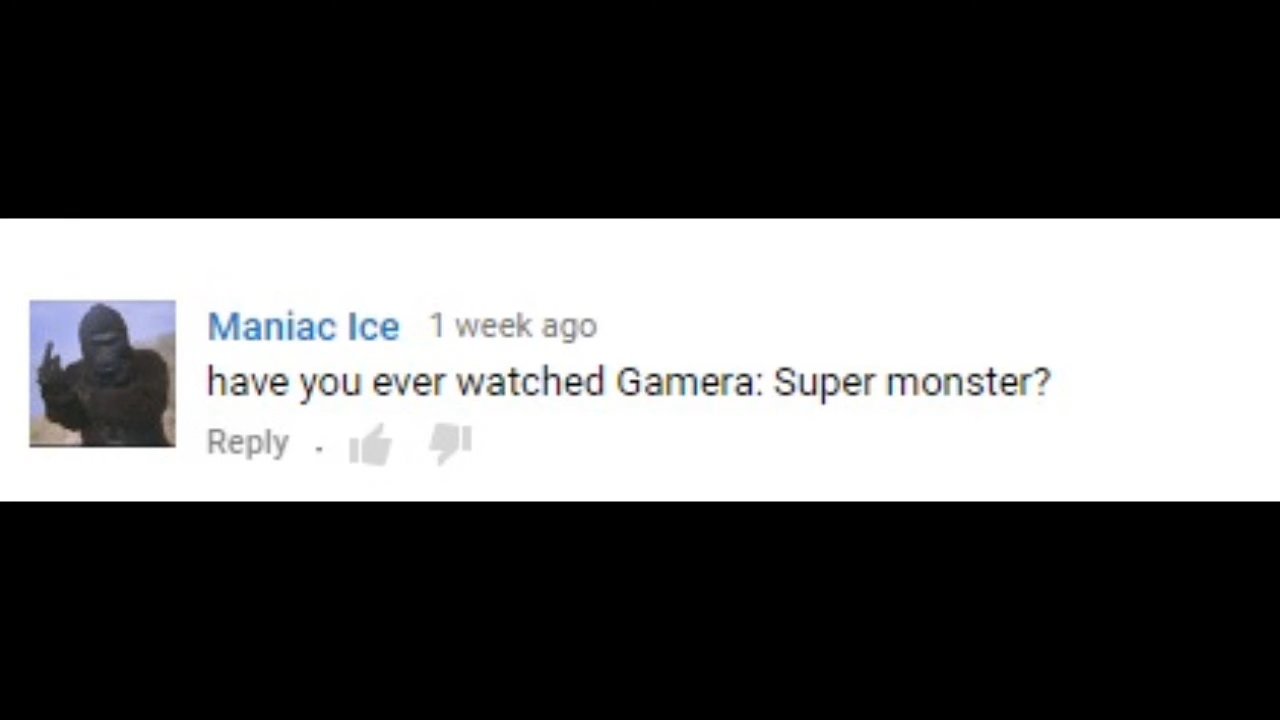 Maniac Ice 1 week ago
have you ever watched Gamera: Super monster?
Reply .